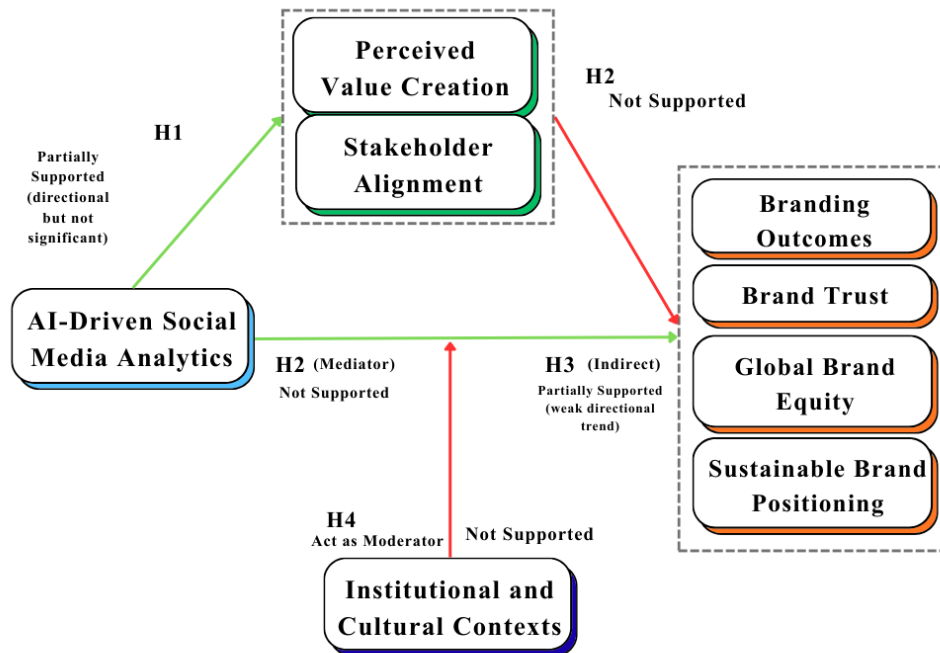 Perceived
Value Creation
Stakeholder
Alignment
H1
Partially
Supported
(directional
but not
significant)
H2
Not Supported
AI-Driven Social
Media Analytics
H2 (Mediator)
Not Supported
H3 (Indirect)
Partially Supported
(weak directional
trend)
Branding
Outcomes
Brand Trust
Global Brand
Equity
Sustainable Brand
Positioning
H4
Act as Moderator
Not Supported
Institutional and
Cultural Contexts